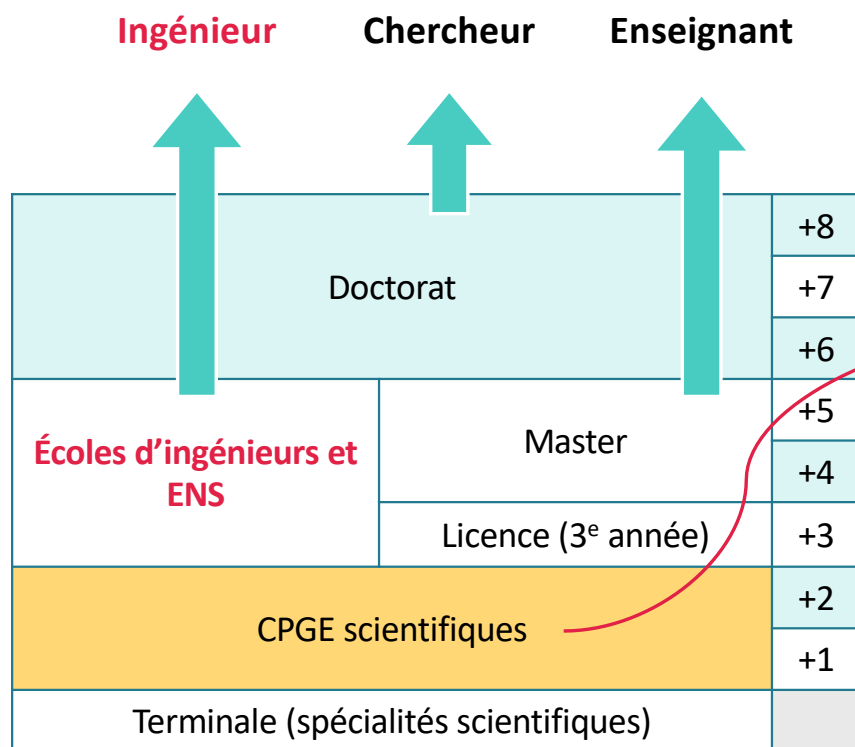 Ingénieur Chercheur Enseignant
+8
Doctorat +7
+6
+5
Écoles d’ingénieurs et
ENS
Master
+4
Licence (3e année) +3
+2
CPGE scientifiques
+1
Terminale (spécialités scientifiques)